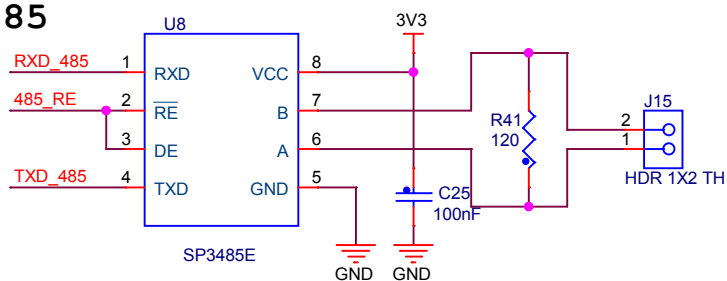 85
U8
3V3
RXD_485 1 RXD VCC 8
485_RE 2 RE B 7
3 DE A 6
TXD_485 4 TXD GND 5
SP3485E
GND
GND
C25
100nF
R41
120
J15
2
1
HDR 1X2 TH